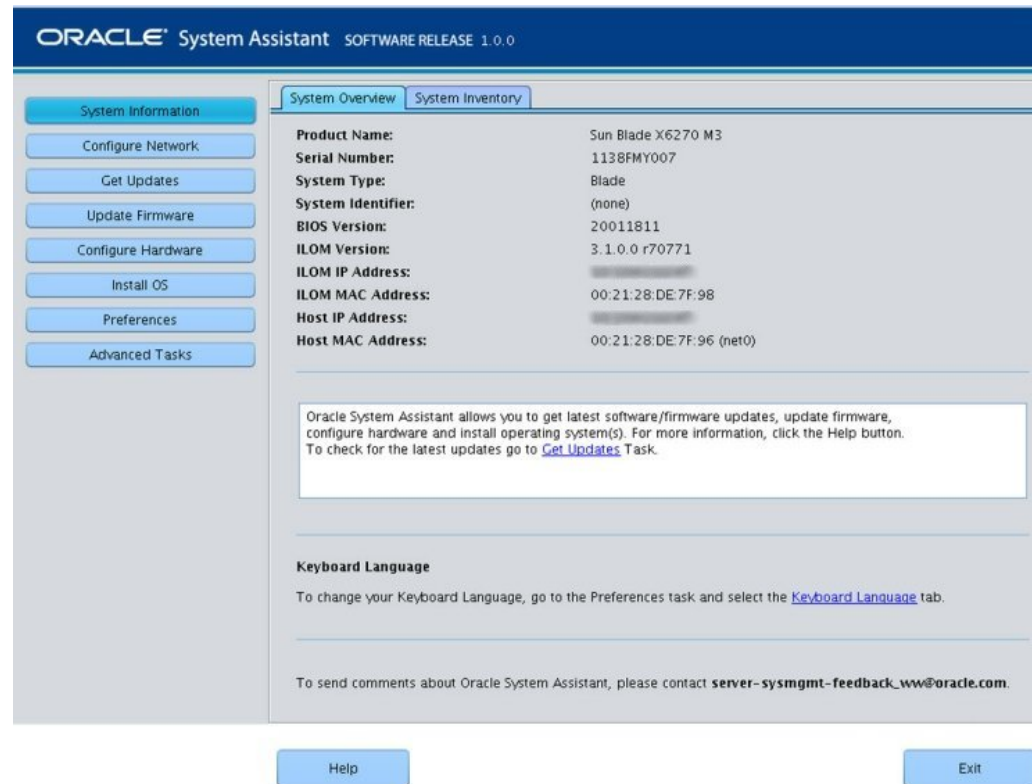 ORACLE® System Assistant SOFTWARE RELEASE 1.0.0
System Information
Configure Network
Get Updates
Update Firmware
Configure Hardware
Install OS
Preferences
Advanced Tasks
System Overview System Inventory
Product Name: Sun Blade X6270 M3
Serial Number: 1138FMY007
System Type: Blade
System Identifier: (none)
BIOS Version: 20011811
ILOM Version: 3.1.0.0 r70771
ILOM IP Address:
ILOM MAC Address: 00:21:28:DE:7F:98
Host IP Address:
Host MAC Address: 00:21:28:DE:7F:96 (net0)
Oracle System Assistant allows you to get latest software/firmware updates, update firmware,
configure hardware and install operating system(s). For more information, click the Help button.
To check for the latest updates go to Get Updates Task.
Keyboard Language
To change your Keyboard Language, go to the Preferences task and select the Keyboard Language tab.
To send comments about Oracle System Assistant, please contact server-sysmgmt-feedback_ww@oracle.com.
Help
Exit